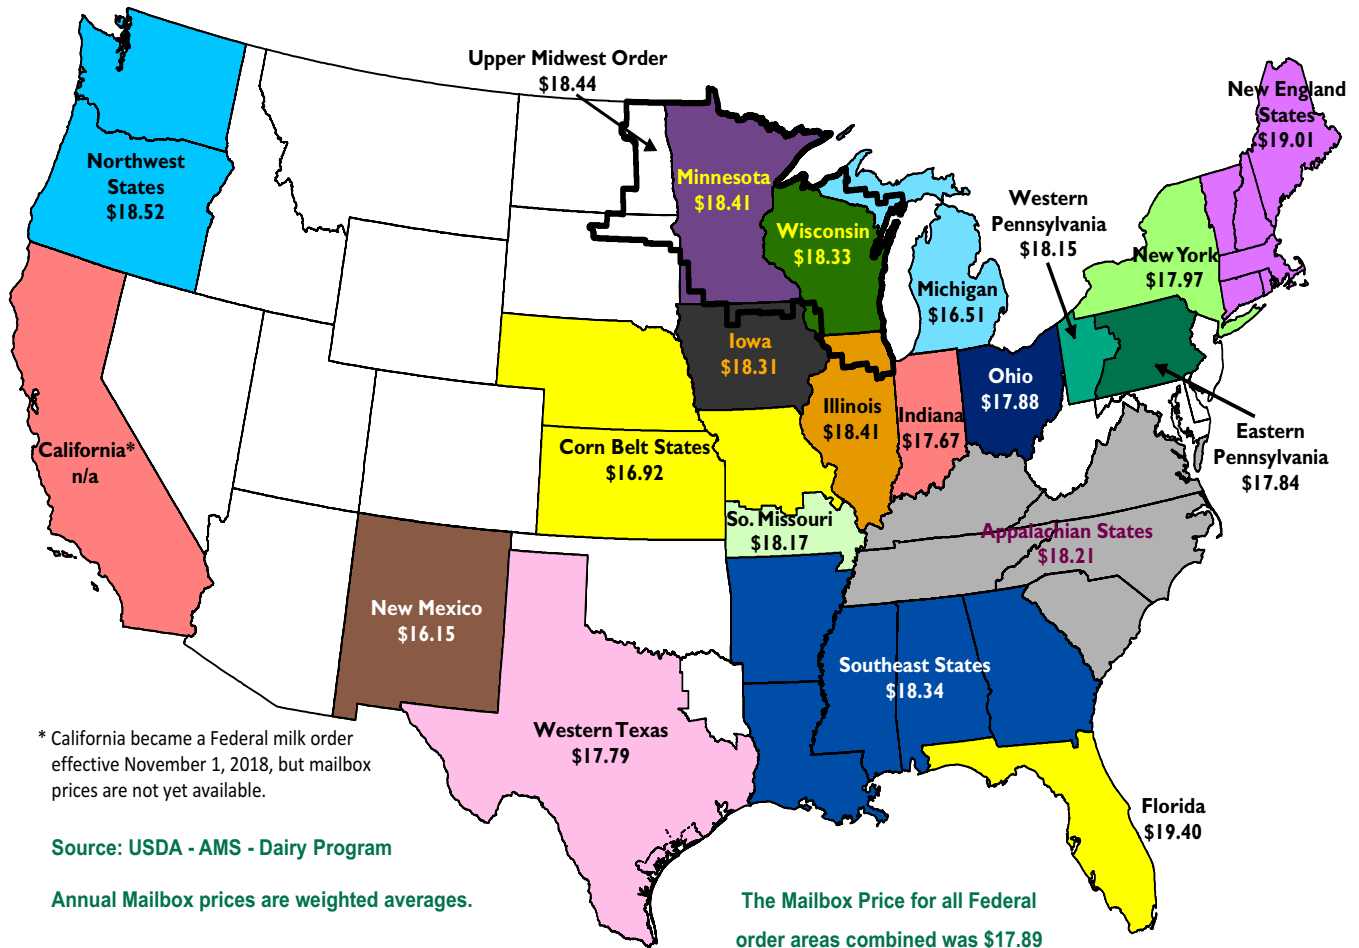 Upper Midwest Order
$18.44
New England
States
$19.01
Northwest
States
$18.52
Minnesota
$18.41
Wisconsin
$18.33
Western
Pennsylvania
$18.15
New York
$17.97
Michigan
$16.51
Iowa
$18.31
Ohio
$17.88
Illinois
$18.41
Indiana
$17.67
Eastern
Pennsylvania
$17.84
California*
n/a
Corn Belt States
$16.92
So. Missouri
$18.17
Appalachian States
$18.21
New Mexico
$16.15
Southeast States
$18.34
Western Texas
$17.79
Florida
$19.40
* California became a Federal milk order
effective November 1, 2018, but mailbox
prices are not yet available.
Source: USDA - AMS - Dairy Program
Annual Mailbox prices are weighted averages.
The Mailbox Price for all Federal
order areas combined was $17.89